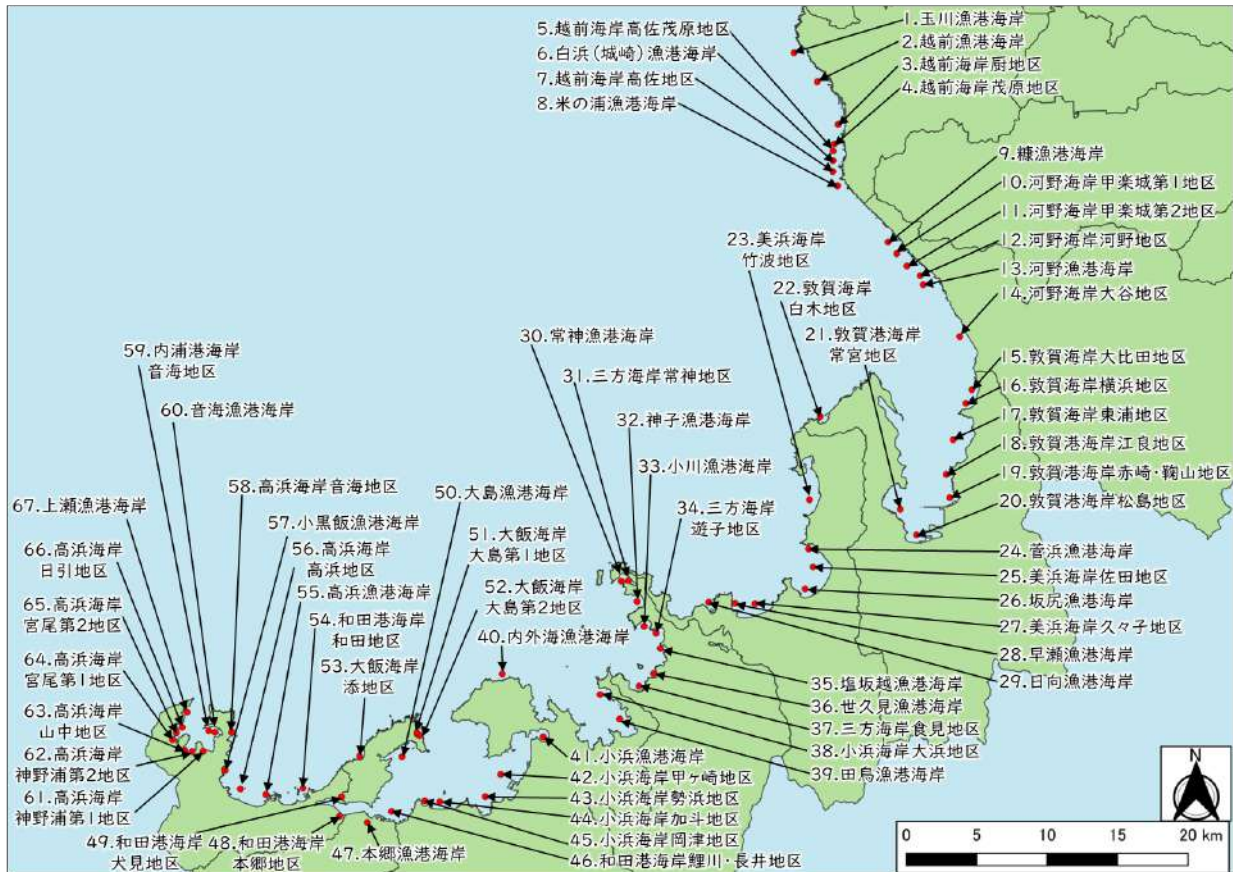 1.玉川漁港海岸
2.越前漁港海岸
3.越前海岸厨地区
4.越前海岸茂原地区
5.越前海岸高佐茂原地区
6.白浜(城崎)漁港海岸
7.越前海岸高佐地区
8.米の浦漁港海岸
9.糠漁港海岸
10.河野海岸甲楽城第1地区
11.河野海岸甲楽城第2地区
12.河野海岸河野地区
13.河野漁港海岸
14.河野海岸大谷地区
15.敦賀海岸大比田地区
16.敦賀海岸横浜地区
17.敦賀海岸東浦地区
18.敦賀港海岸江良地区
19.敦賀港海岸赤崎・鞠山地区
20.敦賀港海岸松島地区
21.敦賀港海岸
常宮地区
22.敦賀海岸
白木地区
23.美浜海岸
竹波地区
24.菅浜漁港海岸
25.美浜海岸佐田地区
26.坂尻漁港海岸
27.美浜海岸久々子地区
28.早瀬漁港海岸
29.日向漁港海岸
30.常神漁港海岸
31.三方海岸常神地区
32.神子漁港海岸
33.小川漁港海岸
34.三方海岸
遊子地区
35.塩坂越漁港海岸
36.世久見漁港海岸
37.三方海岸食見地区
38.小浜海岸大浜地区
39.田烏漁港海岸
40.内外海漁港海岸
41.小浜漁港海岸
42.小浜海岸甲ヶ崎地区
43.小浜海岸勢浜地区
44.小浜海岸加斗地区
45.小浜海岸岡津地区
46.和田港海岸鯉川・長井地区
47.本郷漁港海岸
48.和田港海岸
本郷地区
49.和田港海岸
犬見地区
50.大島漁港海岸
51.大飯海岸
大島第1地区
52.大飯海岸
大島第2地区
53.大飯海岸
添地区
54.和田港海岸
和田地区
55.高浜漁港海岸
56.高浜海岸
高浜地区
57.小黒飯漁港海岸
58.高浜海岸音海地区
59.内浦港海岸
音海地区
60.音海漁港海岸
61.高浜海岸
神野浦第1地区
62.高浜海岸
神野浦第2地区
63.高浜海岸
山中地区
64.高浜海岸
宮尾第1地区
65.高浜海岸
宮尾第2地区
66.高浜海岸
日引地区
67.上瀬漁港海岸
N
0 5 10 15 20 km